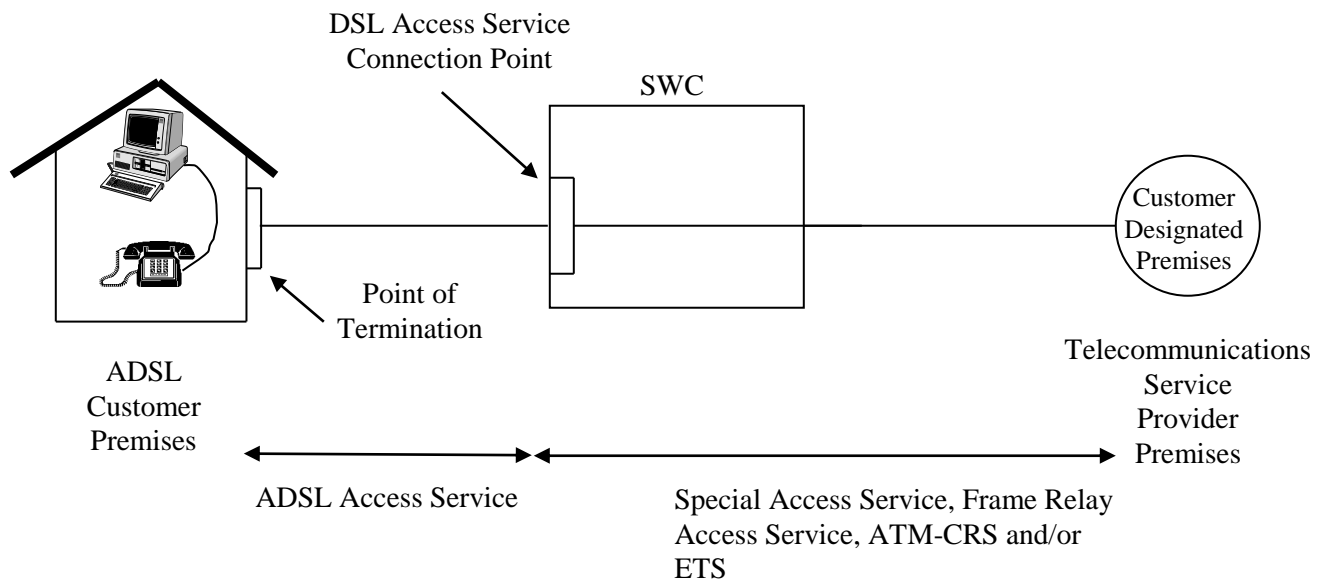 DSL Access Service
Connection Point
SWC
Customer
Designated
Premises
Point of
Termination
ADSL
Customer
Premises
Telecommunications
Service
Provider
Premises
ADSL Access Service
Special Access Service, Frame Relay
Access Service, ATM-CRS and/or
ETS